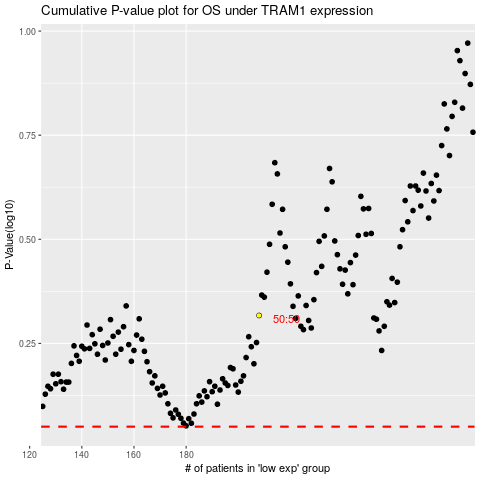 Cumulative P-value plot for OS under TRAM1 expression
P-Value(log10)
1.00
0.75
0.50
0.25
50:50
120 140 160 180
# of patients in 'low exp' group